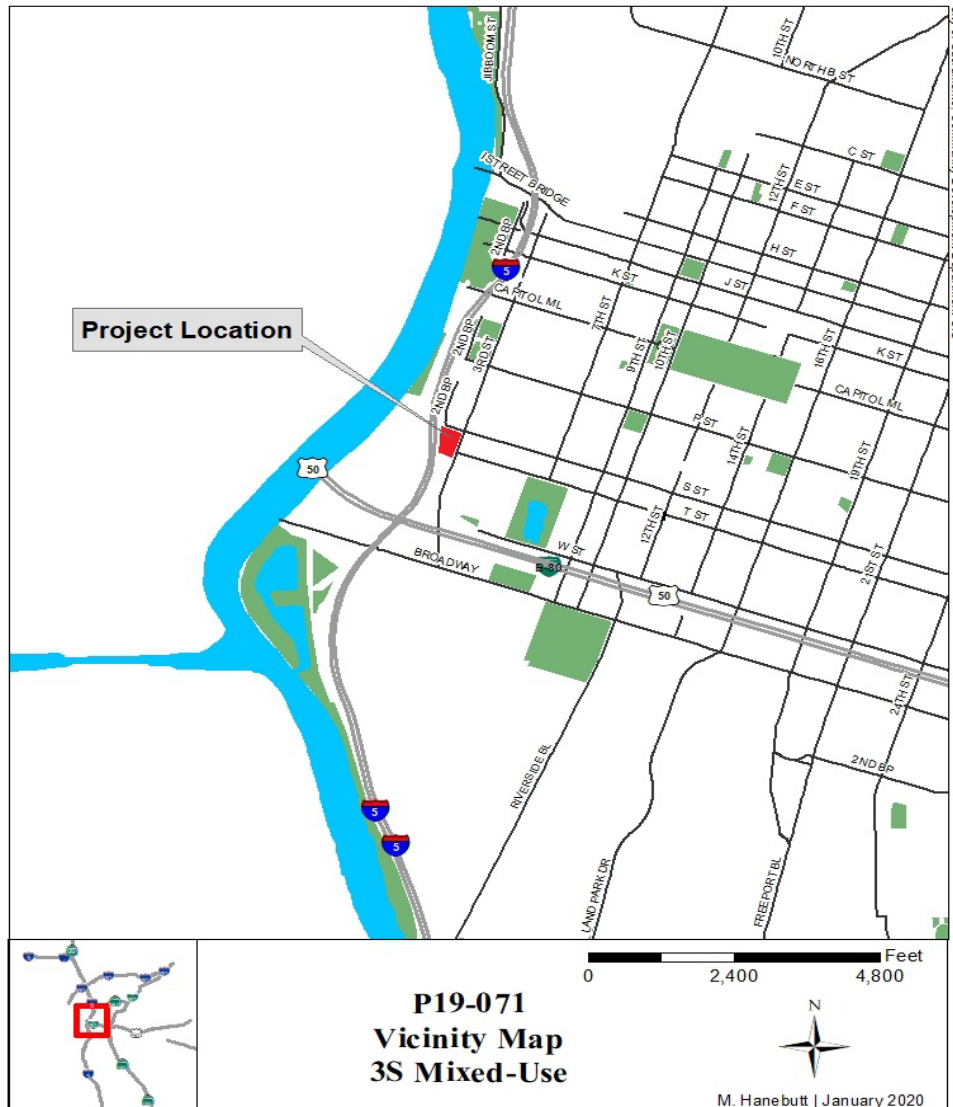 JIBBOOM ST
10TH ST
NORTH B ST
C ST
I STREET BRIDGE
12TH ST
E ST
F ST
2ND BP
H ST
5
K ST
J ST
CAPITOL ML
7TH ST
Project Location
2ND BP
3RD ST
9TH ST
10TH ST
16TH ST
K ST
CAPITOL ML
2ND BP
P ST
14TH ST
19TH ST
50
S ST
T ST
12TH ST
W ST
BROADWAY
B-80
21ST ST
50
24TH ST
2ND BP
RIVERSIDE BL
5
5
LAND PARK DR
FREEPORT BL
Feet
0 2,400 4,800
P19-071
Vicinity Map
3S Mixed-Use
N
M. Hanebutt | January 2020